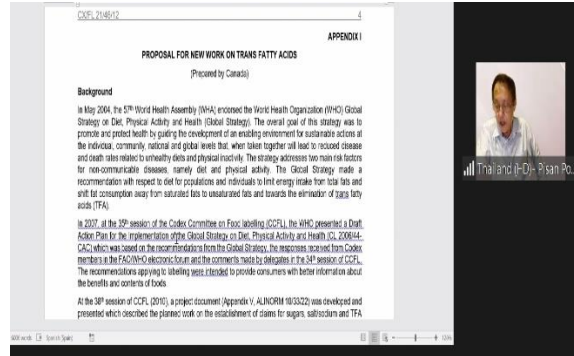 CX/FL 21/46/12 4
APPENDIX I
PROPOSAL FOR NEW WORK ON TRANS FATTY ACIDS
(Prepared by Canada)
Background
In May 2004, the 57th World Health Assembly (WHA) endorsed the World Health Organization (WHO) Global
Strategy on Diet, Physical Activity and Health (Global Strategy). The overall goal of this strategy was to
promote and protect health by guiding the development of an enabling environment for sustainable actions at
the individual, community, national and global levels that, when taken together will lead to reduced disease
and death rates related to unhealthy diets and physical inactivity. The strategy addresses two main risk factors
for non-communicable diseases, namely diet and physical activity. The Global Strategy made a
recommendation with respect to diet for populations and individuals to limit energy intake from total fats and
shift fat consumption away from saturated fats to unsaturated fats and towards the elimination of trans fatty
acids (TFA).
In 2007, at the 35th session of the Codex Committee on Food labelling (CCFL), the WHO presented a Draft
Action Plan for the Implementation of the Global Strategy on Diet, Physical Activity and Health (CL 2006/44-
CAC) which was based on the recommendations from the Global Strategy, the responses received from Codex
members in the FAO/WHO electronic forum and the comments made by delegates in the 34th session of CCFL.
The recommendations applying to labelling were intended to provide consumers with better information about
the benefits and contents of foods.
At the 38th session of CCFL (2010), a project document (Appendix V, ALINORM 10/33/22) was developed and
presented which described the planned work on the establishment of claims for sugars, salt/sodium and TFA
words Spanish (Spain)
Thailand (HD) - Pisan Po...